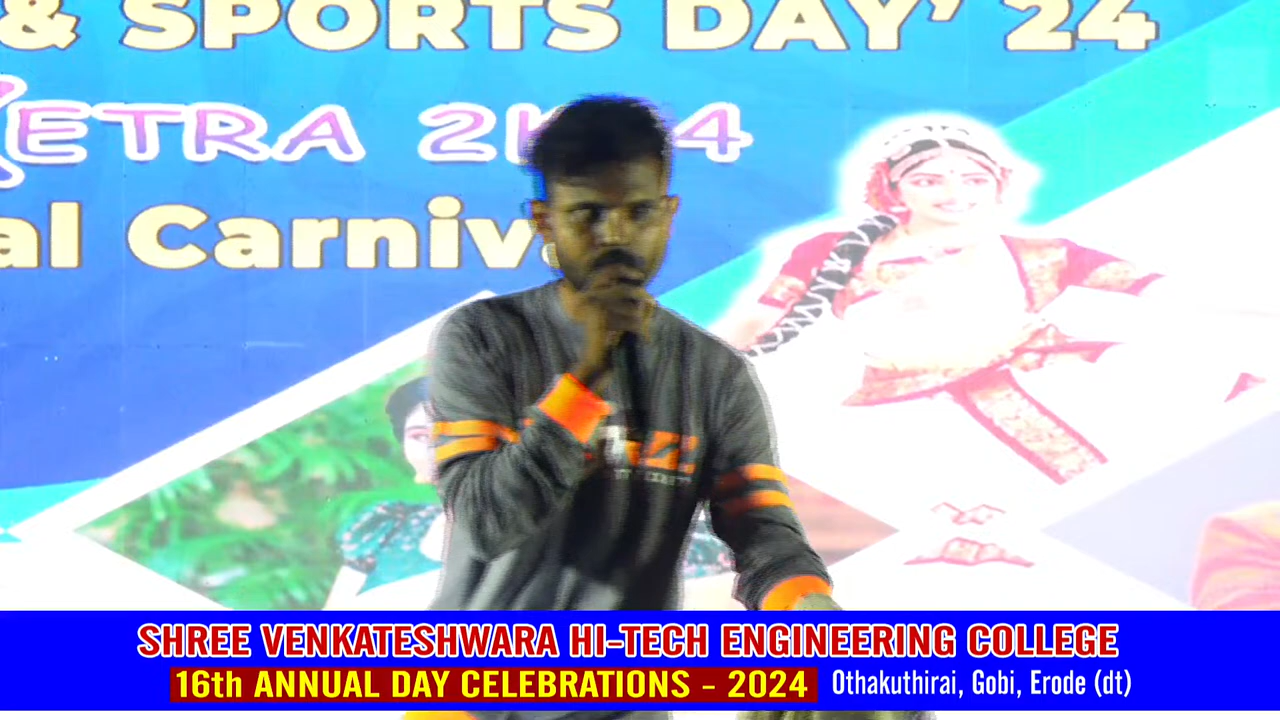 & SPORTS DAY' 24
ETRA 2K24
al Carniv
SHREE VENKATESHWARA HI-TECH ENGINEERING COLLEGE
16th ANNUAL DAY CELEBRATIONS - 2024 Othakuthirai, Gobi, Erode (dt)